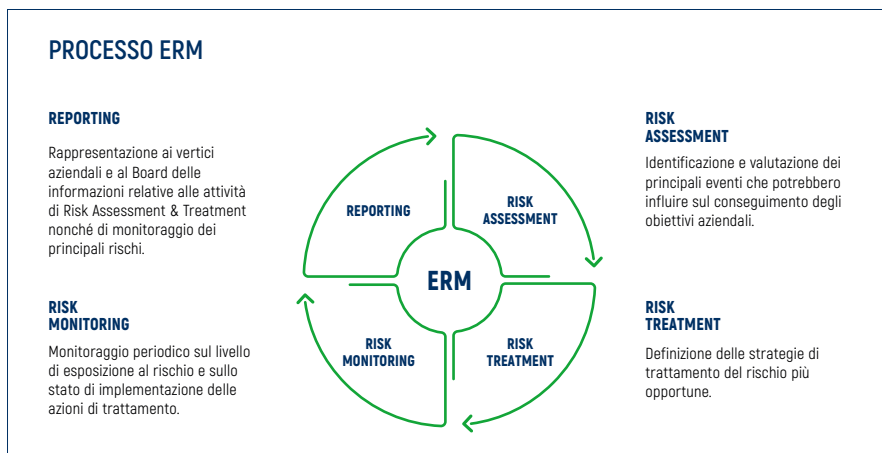 PROCESSO ERM
REPORTING
Rappresentazione ai vertici
aziendali e al Board delle
informazioni relative alle attività
di Risk Assessment & Treatment
nonché di monitoraggio dei
principali rischi.
RISK
MONITORING
Monitoraggio periodico sul livello
di esposizione al rischio e sullo
stato di implementazione delle
azioni di trattamento.
REPORTING
RISK
ASSESSMENT
ERM
RISK
MONITORING
RISK
TREATMENT
RISK
ASSESSMENT
Identificazione e valutazione dei
principali eventi che potrebbero
influire sul conseguimento degli
obiettivi aziendali.
RISK
TREATMENT
Definizione delle strategie di
trattamento del rischio più
opportune.